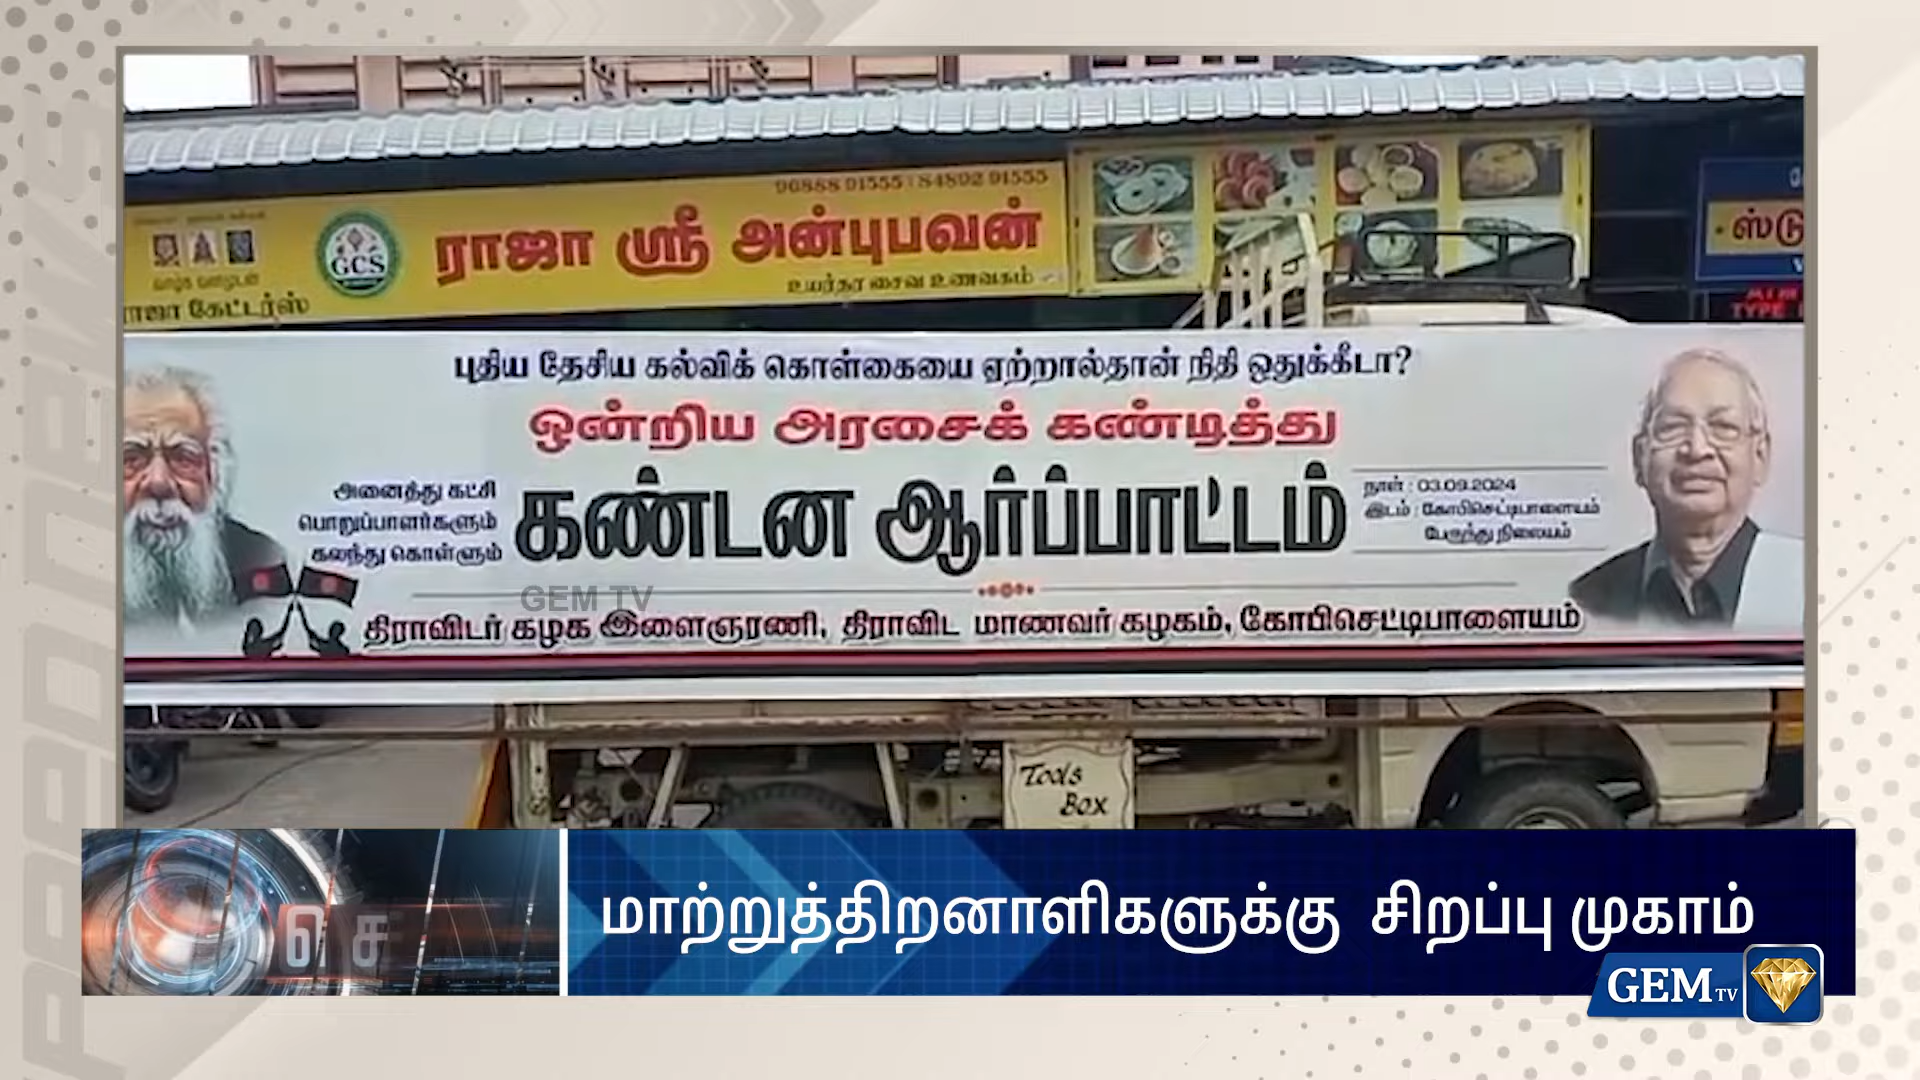 96888 91555 | 84892 91555
GCS
ராஜா ஸ்ரீ அன்புபவன்
உயர்தர சைவ உணவகம்
ராஜா கேட்டர்ஸ்
ஸ்டு
TYPE
புதிய தேசிய கல்விக் கொள்கையை ஏற்றால்தான் நிதி ஒதுக்கீடா?
ஒன்றிய அரசைக் கண்டித்து
அனைத்து கட்சி
பொறுப்பாளர்களும்
கலந்து கொள்ளும்
கண்டன ஆர்ப்பாட்டம்
நாள் : 03.09.2024
இடம் : கோபிசெட்டிபாளையம்
பேருந்து நிலையம்
GEM TV
திராவிடர் கழக இளைஞரணி, திராவிட மாணவர் கழகம், கோபிசெட்டிபாளையம்
Tools
Box
செ
மாற்றுத்திறனாளிகளுக்கு சிறப்பு முகாம்
GEM TV